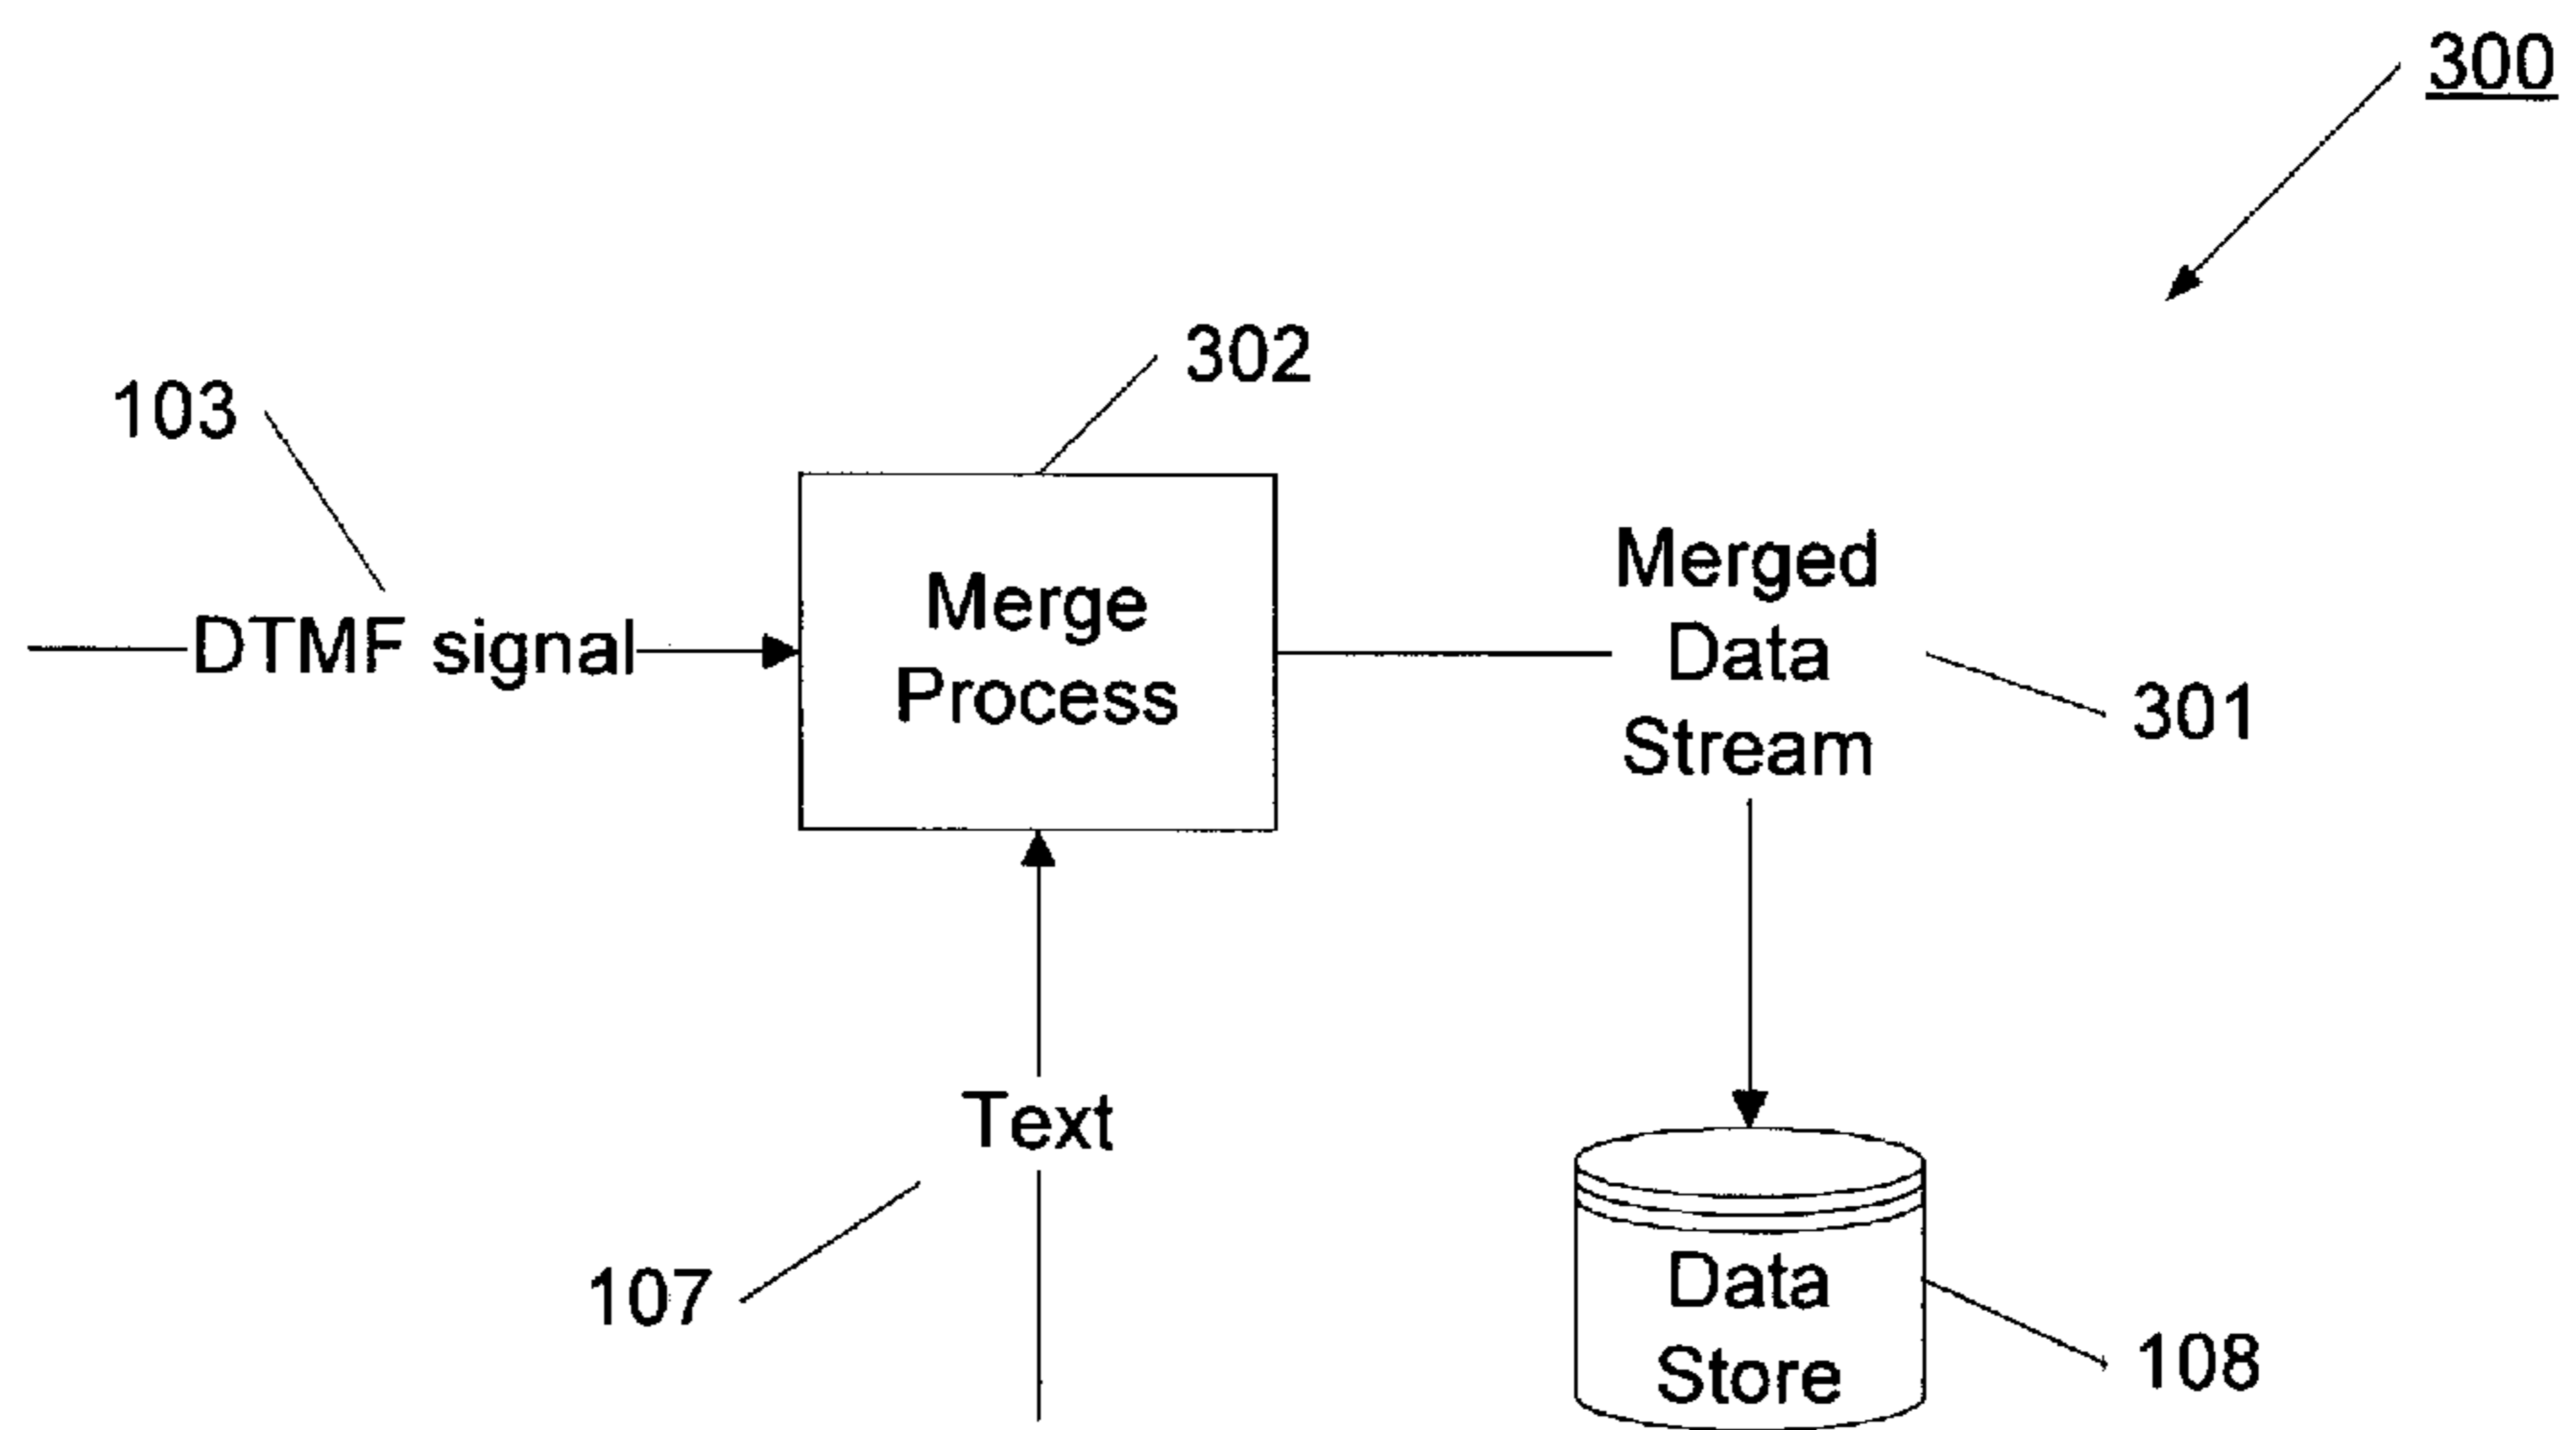 300
302
103
Merge
Process
DTMF signal
Merged
Data
Stream
301
Text
107
Data
Store
108